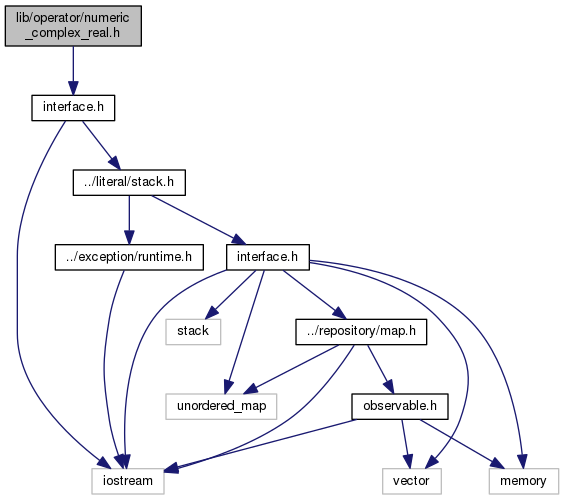 lib/operator/numeric
_complex_real.h
interface.h
../literal/stack.h
../exception/runtime.h
interface.h
stack
../repository/map.h
unordered_map
observable.h
iostream
vector
memory